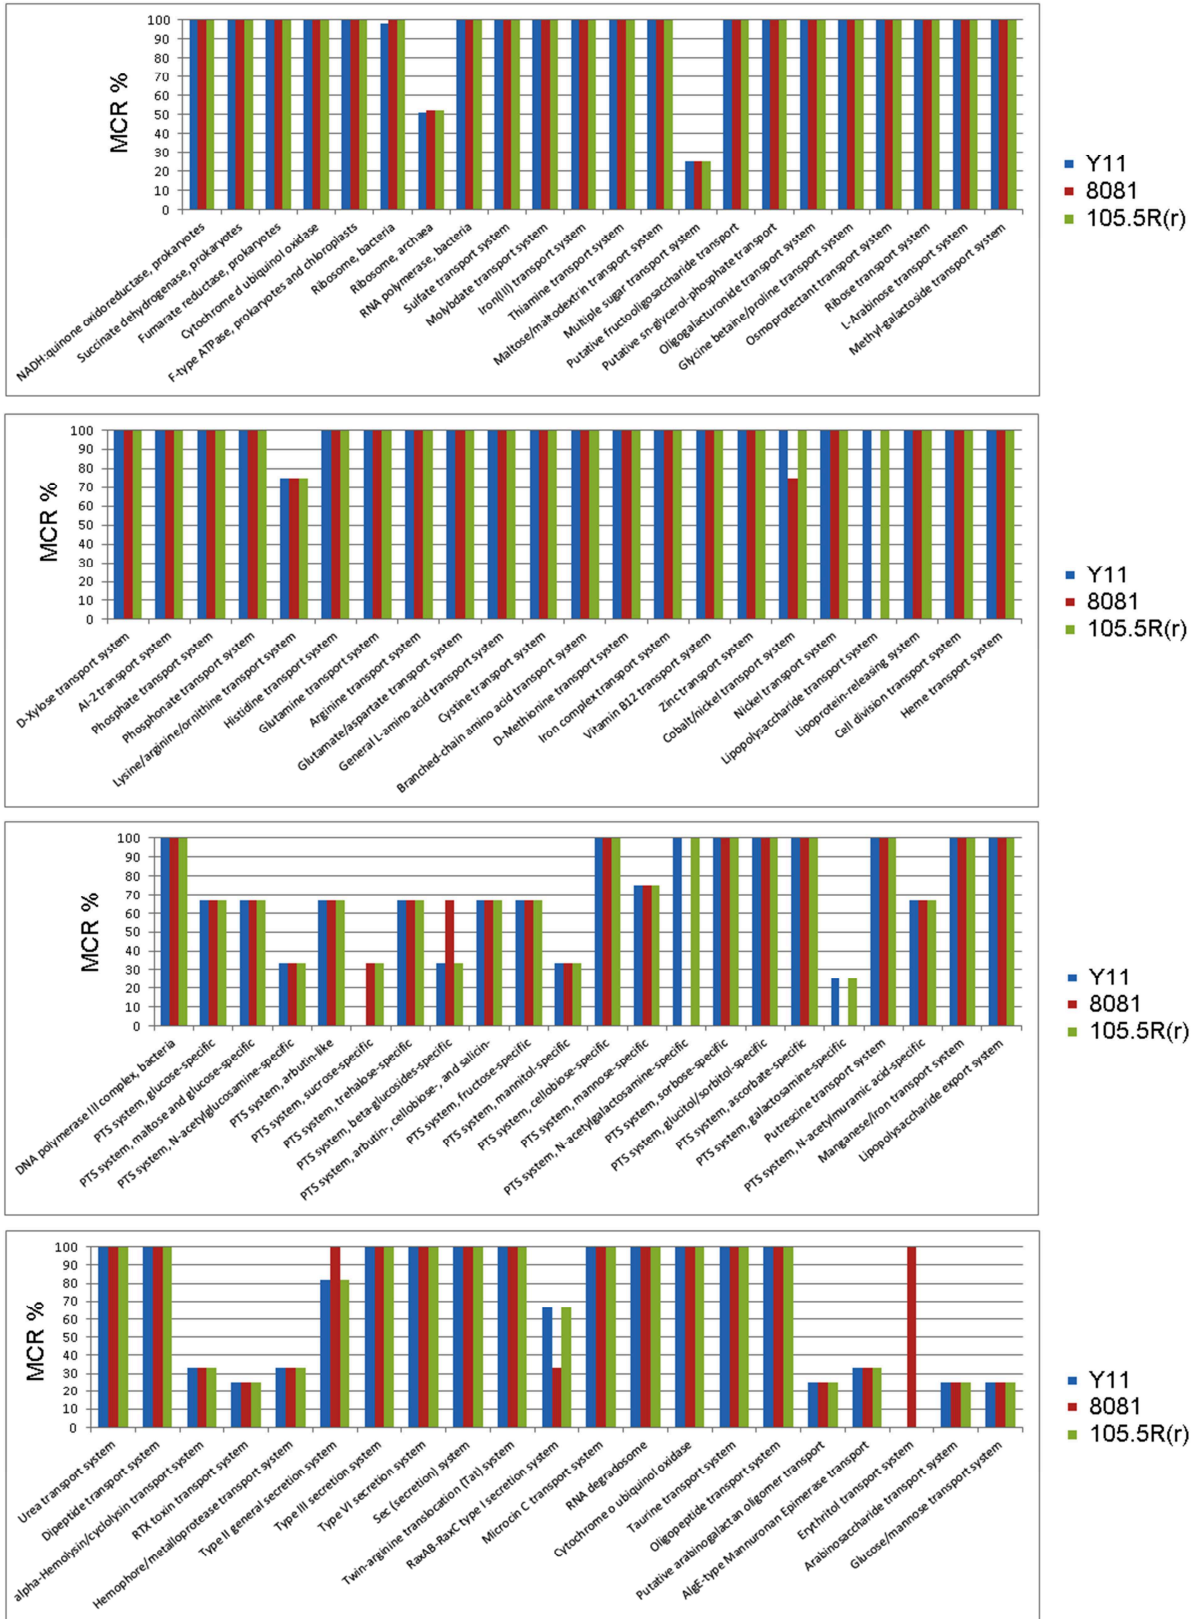 MCR %
100
90
80
70
60
50
40
30
20
10
0
NADH-quinone oxidoreductase, prokaryotes
Succinate dehydrogenase, prokaryotes
Fumarate reductase, prokaryotes
Cytochrome d ubiquinol oxidase
F-type ATPase, prokaryotes and chloroplasts
Ribosome, bacteria
Ribosome, archaea
RNA polymerase, bacteria
Sulfate transport system
Molybdate transport system
Iron(III) transport system
Thiamine transport system
Maltose/maltodextrin transport system
Multiple sugar transport system
Putative fructooligosaccharide transport
Putative sn-glycerol-phosphate transport
Oligogalacturonide transport system
Glycine betaine/proline transport system
Osmoprotectant transport system
Ribose transport system
L-Arabinose transport system
Methyl-galactoside transport system
Y11
8081
105.5R(r)
MCR %
100
90
80
70
60
50
40
30
20
10
0
D-Xylose transport system
AI-2 transport system
Phosphate transport system
Phosphonate transport system
Lysine/arginine/ornithine transport system
Histidine transport system
Glutamine transport system
Arginine transport system
Glutamate/aspartate transport system
General L-amino acid transport system
Cystine transport system
Branched-chain amino acid transport system
D-Methionine transport system
Iron complex transport system
Vitamin B12 transport system
Zinc transport system
Cobalt/nickel transport system
Nickel transport system
Lipopolysaccharide transport system
Lipoprotein-releasing system
Cell division transport system
Heme transport system
Y11
8081
105.5R(r)
MCR %
100
90
80
70
60
50
40
30
20
10
0
DNA polymerase III complex, bacteria
PTS system, glucose-specific
PTS system, maltose and glucose-specific
PTS system, N-acetylglucosamine-specific
PTS system, arbutin-like
PTS system, sucrose-specific
PTS system, trehalose-specific
PTS system, beta-glucosides-specific
PTS system, arbutin-, cellobiose-, and salicin-
PTS system, fructose-specific
PTS system, mannitol-specific
PTS system, cellobiose-specific
PTS system, mannose-specific
PTS system, N-acetylgalactosamine-specific
PTS system, sorbose-specific
PTS system, glucitol/sorbitol-specific
PTS system, ascorbate-specific
PTS system, galactosamine-specific
Putrescine transport system
PTS system, N-acetylmuramic acid-specific
Manganese/iron transport system
Lipopolysaccharide export system
Y11
8081
105.5R(r)
MCR %
100
90
80
70
60
50
40
30
20
10
0
Urea transport system
Dipeptide transport system
alpha-Hemolysin/cyclolysin transport system
RTX toxin transport system
Hemophore/metalloprotease transport system
Type II general secretion system
Type III secretion system
Type VI secretion system
Sec (secretion) system
Twin-arginine translocation (Tat) system
RaxAB-RaxC type I secretion system
Microcin C transport system
RNA degradosome
Cytochrome o ubiquinol oxidase
Taurine transport system
Oligopeptide transport system
Putative arabinogalactan oligomer transport
AlgE-type Mannuronan Epimerase transport
Erythritol transport system
Arabinosaccharide transport system
Glucose/mannose transport system
Y11
8081
105.5R(r)